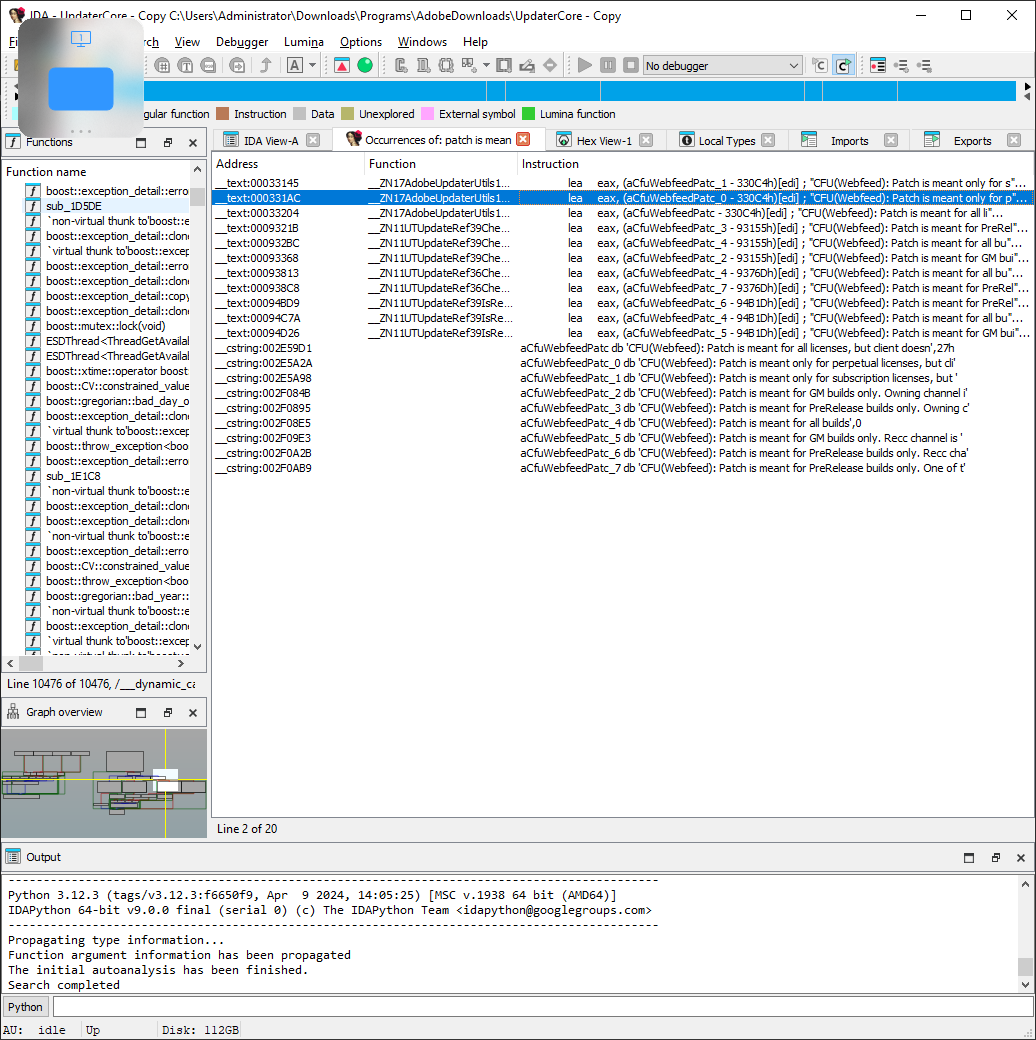 IDA - UpdaterCore - Copy C:\Users\Administrator\Downloads\Programs\AdobeDownloads\UpdaterCore - Copy
1
View Debugger Lumina Options Windows Help
A
No debugger
gular function Instruction Data Unexplored External symbol Lumina function
Functions
IDA View-A Occurrences of: patch is mean Hex View-1 Local Types Imports Exports
Function name
boost::exception_detail::error
sub_1D5DE
`non-virtual thunk to'boost::e
boost::exception_detail::clone
`virtual thunk to'boost::excep
boost::exception_detail::error
boost::exception_detail::clone
boost::exception_detail::copy
boost::exception_detail::clone
boost::mutex::lock(void)
ESDThread<ThreadGetAvailal
ESDThread<ThreadGetAvailal
boost::xtime::operator boost:
boost::CV::constrained_value
boost::gregorian::bad_day_o
boost::exception_detail::clone
`virtual thunk to'boost::excep
boost::throw_exception<boo
boost::exception_detail::error
sub_1E1C8
`non-virtual thunk to'boost::e
boost::exception_detail::error
boost::exception_detail::clone
`non-virtual thunk to'boost::e
boost::exception_detail::error
boost::CV::constrained_value
boost::throw_exception<boo
boost::gregorian::bad_year::
`non-virtual thunk to'boost::e
boost::exception_detail::clone
`virtual thunk to'boost::excep
`non-virtual thunk to'boost::e
Line 10476 of 10476, /___dynamic_ca
Graph overview
Address Function Instruction
__text:00033145 __ZN17AdobeUpdaterUtils1... lea eax, (aCfuWebfeedPatc_1 - 330C4h)[edi] ; "CFU(Webfeed): Patch is meant only for s"...
__text:000331AC __ZN17AdobeUpdaterUtils1... lea eax, (aCfuWebfeedPatc_0 - 330C4h)[edi] ; "CFU(Webfeed): Patch is meant only for p"...
__text:00033204 __ZN17AdobeUpdaterUtils1... lea eax, (aCfuWebfeedPatc - 330C4h)[edi] ; "CFU(Webfeed): Patch is meant for all li"...
__text:0009321B __ZN11UTUpdateRef39Che... lea eax, (aCfuWebfeedPatc_3 - 93155h)[edi] ; "CFU(Webfeed): Patch is meant for PreRel"...
__text:000932BC __ZN11UTUpdateRef39Che... lea eax, (aCfuWebfeedPatc_4 - 93155h)[edi] ; "CFU(Webfeed): Patch is meant for all bu"...
__text:00093368 __ZN11UTUpdateRef39Che... lea eax, (aCfuWebfeedPatc_2 - 93155h)[edi] ; "CFU(Webfeed): Patch is meant for GM bui"...
__text:00093813 __ZN11UTUpdateRef36Che... lea eax, (aCfuWebfeedPatc_4 - 9376Dh)[edi] ; "CFU(Webfeed): Patch is meant for all bu"...
__text:000938C8 __ZN11UTUpdateRef36Che... lea eax, (aCfuWebfeedPatc_7 - 9376Dh)[edi] ; "CFU(Webfeed): Patch is meant for PreRel"...
__text:00094BD9 __ZN11UTUpdateRef39IsRe... lea eax, (aCfuWebfeedPatc_6 - 94B1Dh)[edi] ; "CFU(Webfeed): Patch is meant for PreRel"...
__text:00094C7A __ZN11UTUpdateRef39IsRe... lea eax, (aCfuWebfeedPatc_4 - 94B1Dh)[edi] ; "CFU(Webfeed): Patch is meant for all bu"...
__text:00094D26 __ZN11UTUpdateRef39IsRe... lea eax, (aCfuWebfeedPatc_5 - 94B1Dh)[edi] ; "CFU(Webfeed): Patch is meant for GM bui"...
__cstring:002E59D1 aCfuWebfeedPatc db 'CFU(Webfeed): Patch is meant for all licenses, but client doesn',27h
__cstring:002E5A2A aCfuWebfeedPatc_0 db 'CFU(Webfeed): Patch is meant only for perpetual licenses, but cli'
__cstring:002E5A98 aCfuWebfeedPatc_1 db 'CFU(Webfeed): Patch is meant only for subscription licenses, but '
__cstring:002F084B aCfuWebfeedPatc_2 db 'CFU(Webfeed): Patch is meant for GM builds only. Owning channel i'
__cstring:002F0895 aCfuWebfeedPatc_3 db 'CFU(Webfeed): Patch is meant for PreRelease builds only. Owning c'
__cstring:002F08E5 aCfuWebfeedPatc_4 db 'CFU(Webfeed): Patch is meant for all builds',0
__cstring:002F09E3 aCfuWebfeedPatc_5 db 'CFU(Webfeed): Patch is meant for GM builds only. Recc channel is '
__cstring:002F0A2B aCfuWebfeedPatc_6 db 'CFU(Webfeed): Patch is meant for PreRelease builds only. Recc cha'
__cstring:002F0AB9 aCfuWebfeedPatc_7 db 'CFU(Webfeed): Patch is meant for PreRelease builds only. One of t'
Line 2 of 20
Output
Python 3.12.3 (tags/v3.12.3:f6650f9, Apr 9 2024, 14:05:25) [MSC v.1938 64 bit (AMD64)]
IDAPython 64-bit v9.0.0 final (serial 0) (c) The IDAPython Team <idapython@googlegroups.com>
Propagating type information...
Function argument information has been propagated
The initial autoanalysis has been finished.
Search completed
Python
AU: idle Up Disk: 112GB